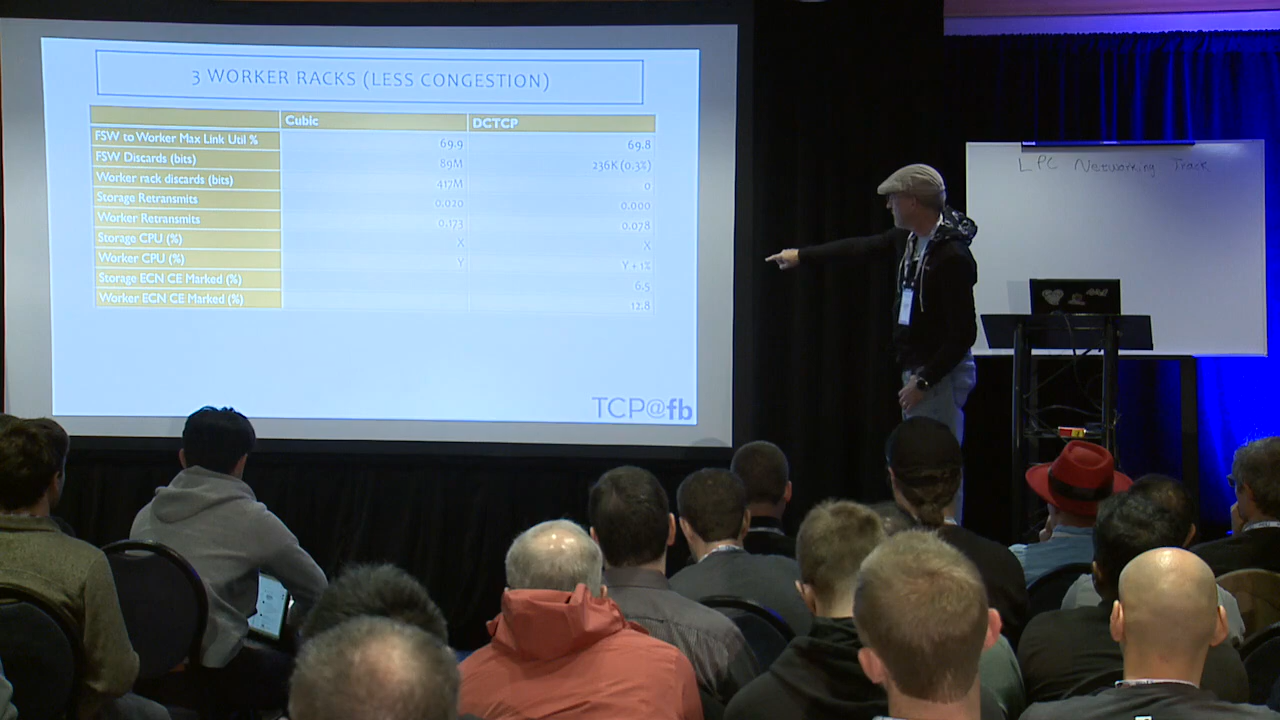 3 WORKER RACKS (LESS CONGESTION)
Cubic DCTCP
FSW to Worker Max Link Util % 69.9 69.8
FSW Discards (bits) 89M 236K (0.3%)
Worker rack discards (bits) 417M 0
Storage Retransmits 0.020 0.000
Worker Retransmits 0.173 0.078
Storage CPU (%) X X
Worker CPU (%) Y Y + 1%
Storage ECN CE Marked (%) 6.5
Worker ECN CE Marked (%) 12.8
TCP@fb
LPC Networking Track